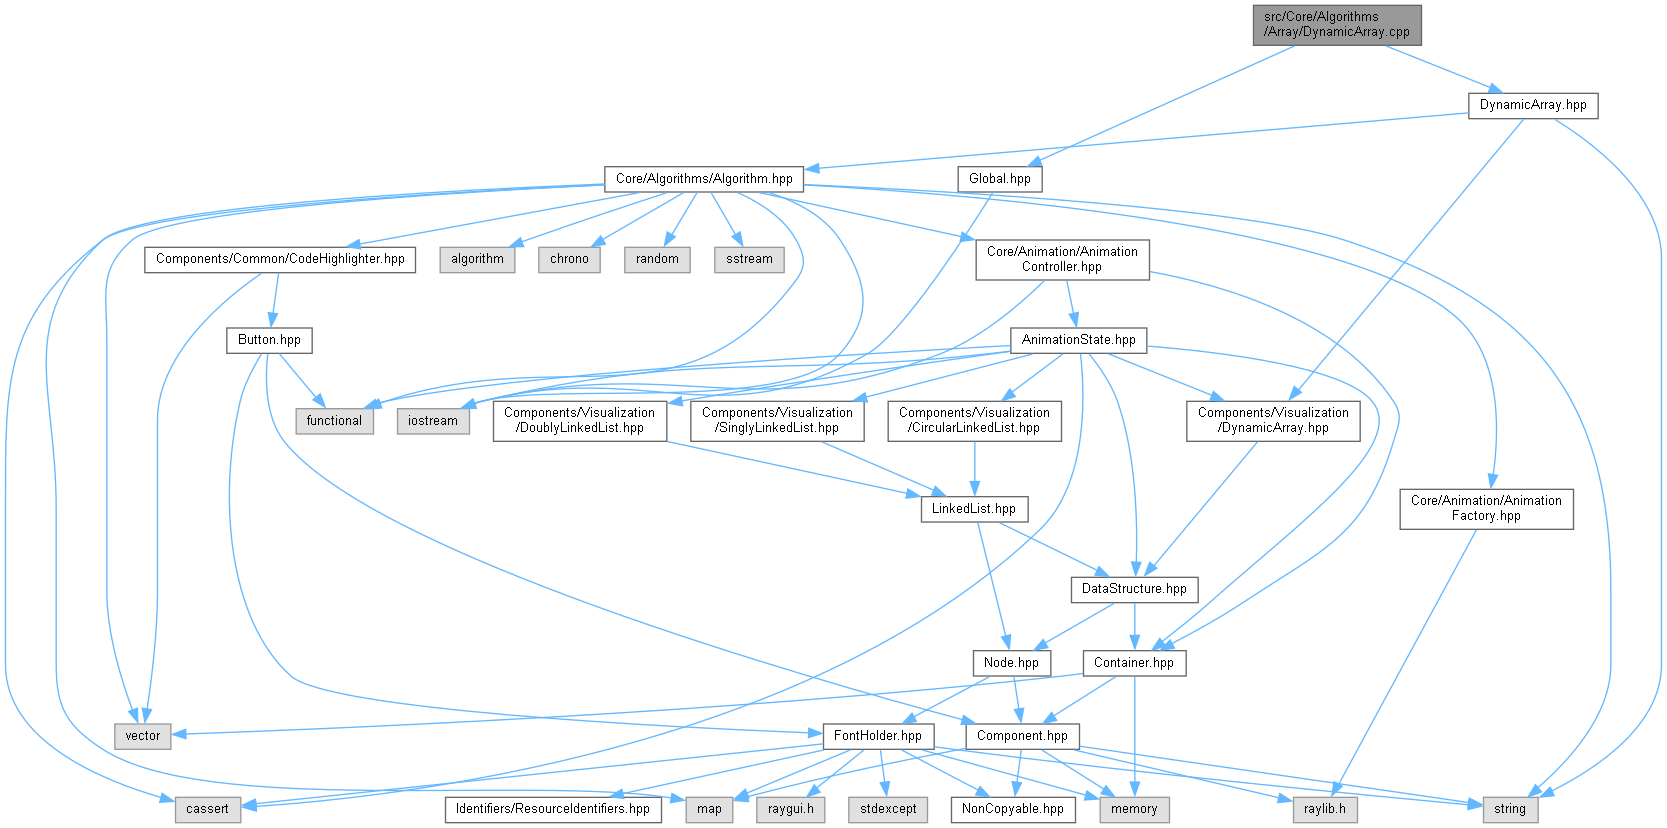 src/Core/Algorithms
/Array/DynamicArray.cpp
DynamicArray.hpp
Core/Algorithms/Algorithm.hpp
Global.hpp
Components/Common/CodeHighlighter.hpp
algorithm
chrono
random
sstream
Core/Animation/Animation
Controller.hpp
Button.hpp
AnimationState.hpp
functional
iostream
Components/Visualization
/DoublyLinkedList.hpp
Components/Visualization
/SinglyLinkedList.hpp
Components/Visualization
/CircularLinkedList.hpp
Components/Visualization
/DynamicArray.hpp
LinkedList.hpp
Core/Animation/Animation
Factory.hpp
DataStructure.hpp
Node.hpp
Container.hpp
vector
FontHolder.hpp
Component.hpp
cassert
Identifiers/ResourceIdentifiers.hpp
map
raygui.h
stdexcept
NonCopyable.hpp
memory
raylib.h
string